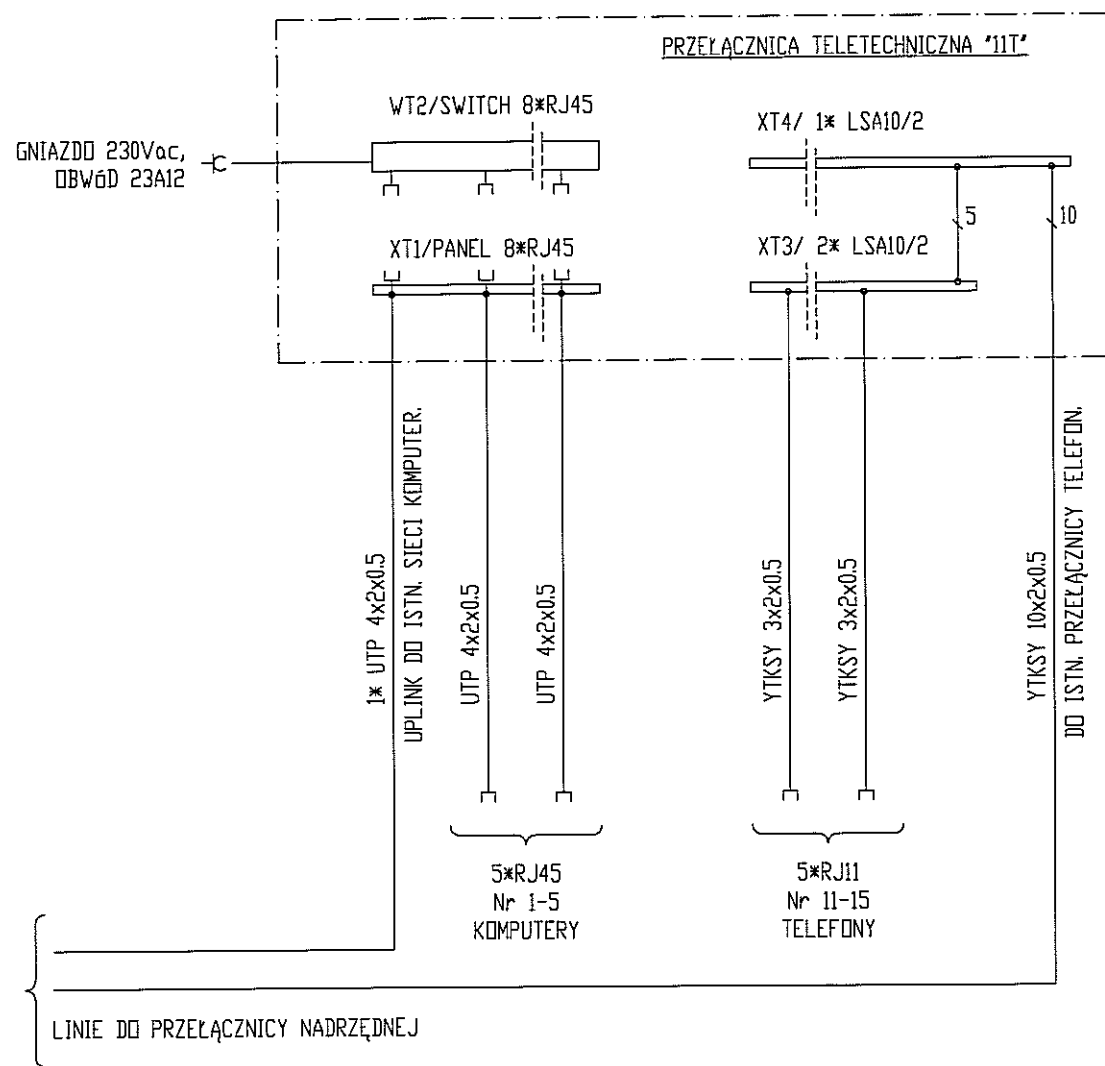 PRZEŁĄCZNICA TELETECHNICZNA "11T"
WT2/SWITCH 8*RJ45
XT4/ 1* LSA10/2
GNIAZDO 230Vac,
OBWÓD 23A12
5
10
XT1/PANEL 8*RJ45
XT3/ 2* LSA10/2
1* UTP 4x2x0.5
UPLINK DO ISTN. SIECI KOMPUTER.
UTP 4x2x0.5
UTP 4x2x0.5
YTKSY 3x2x0.5
YTKSY 3x2x0.5
YTKSY 10x2x0.5
DO ISTN. PRZEŁĄCZNICY TELEFON.
5*RJ45
Nr 1-5
KOMPUTERY
5*RJ11
Nr 11-15
TELEFONY
LINIE DO PRZEŁĄCZNICY NADRZĘDNEJ